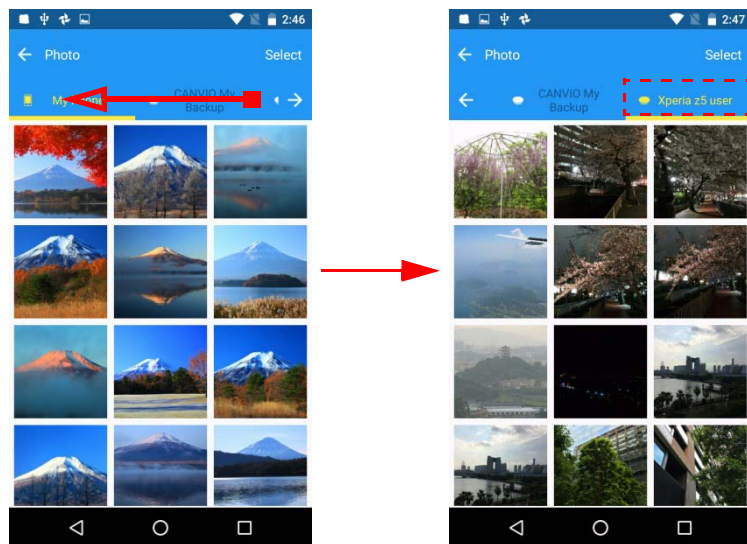 2:46
Photo
Select
My Phone
CANVIO My
Backup
2:47
Photo
Select
CANVIO My
Backup
Xperia z5 user